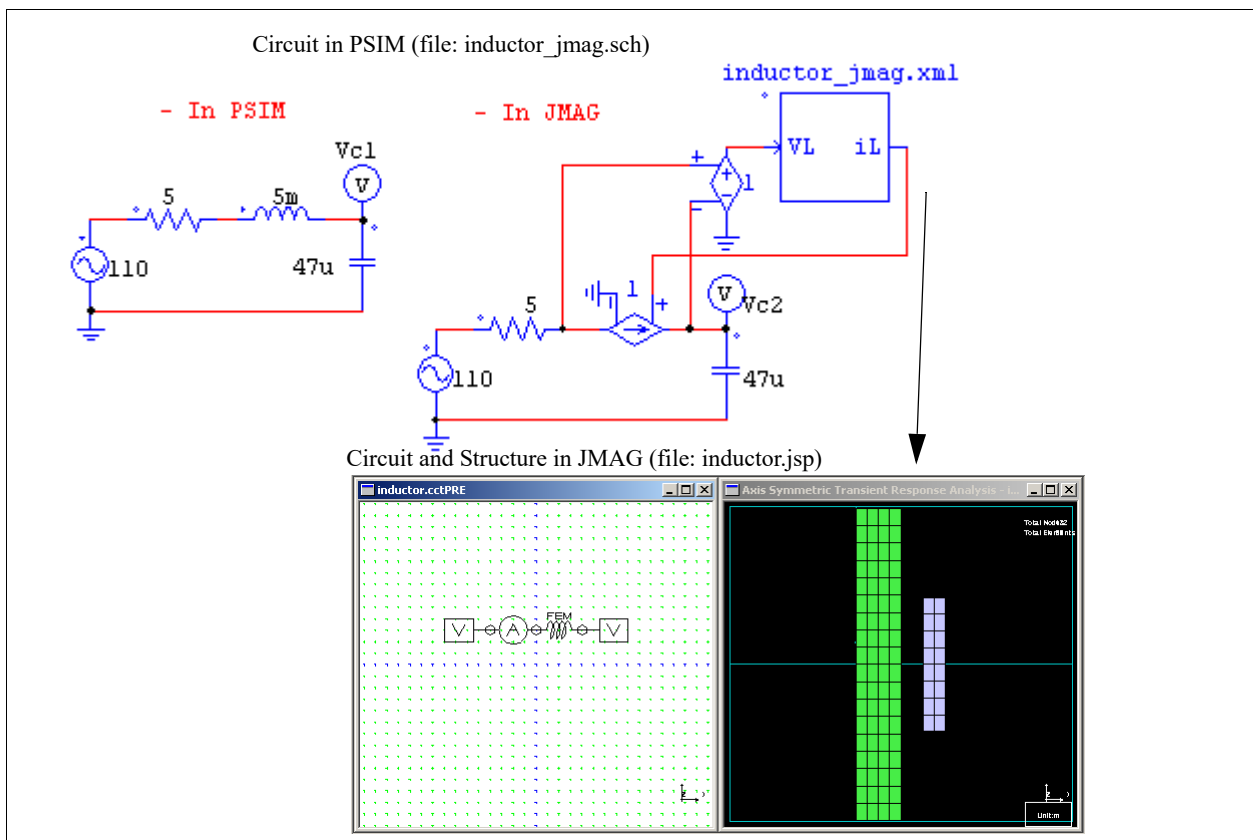 Circuit in PSIM (file: inductor_jmag.sch)
inductor_jmag.xml
- In PSIM
- In JMAG
VL
iL
Vc1
V
5
5m
110
47u
+
+
-
-
1
1
+
5
V
Vc2
110
47u
Circuit and Structure in JMAG (file: inductor.jsp)
inductor.cctPRE
Axis Symmetric Transient Response Analysis - i...
FEM
V
A
V
Unit:m